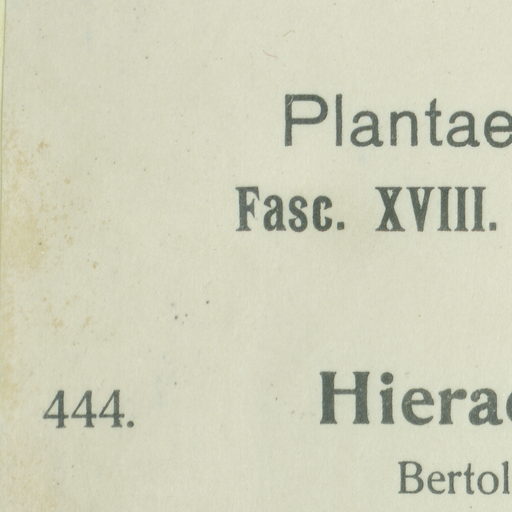 Plantae
Fasc. XVIII.
444. Hierac
Bertol